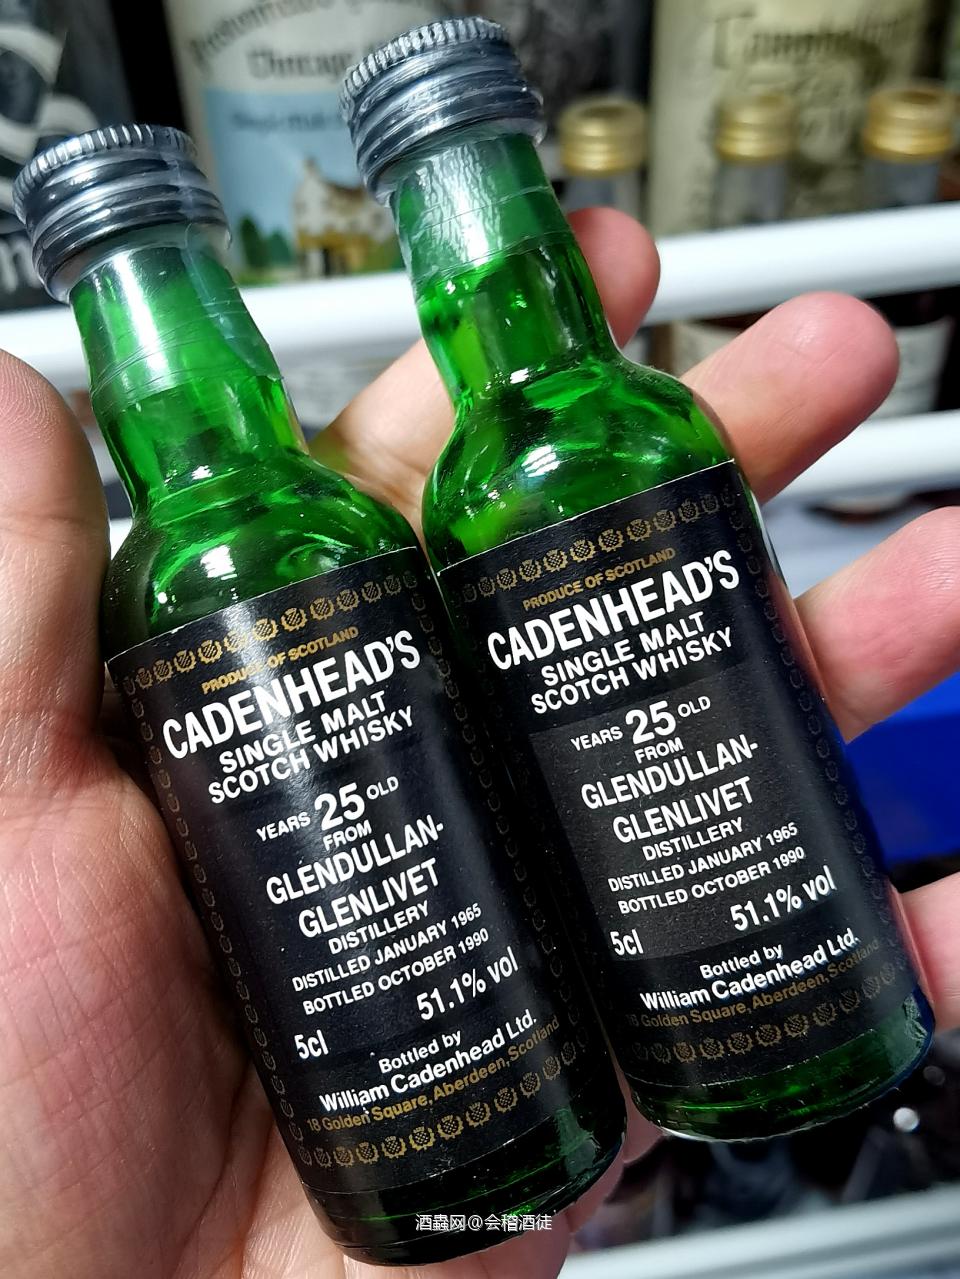 PRODUCE OF SCOTLAND
CADENHEAD'S
SINGLE MALT
SCOTCH WHISKY
YEARS 25 OLD
FROM
GLENDULLAN-
GLENLIVET
DISTILLERY
DISTILLED JANUARY 1965
BOTTLED OCTOBER 1990
5cl 51.1% vol
Bottled by
William Cadenhead Ltd.
18 Golden Square, Aberdeen, Scotland
PRODUCE OF SCOTLAND
CADENHEAD'S
SINGLE MALT
SCOTCH WHISKY
YEARS 25 OLD
FROM
GLENDULLAN-
GLENLIVET
DISTILLERY
DISTILLED JANUARY 1965
BOTTLED OCTOBER 1990
5cl 51.1% vol
Bottled by
William Cadenhead Ltd.
18 Golden Square, Aberdeen, Scotland
酒蟲网@会稽酒徒